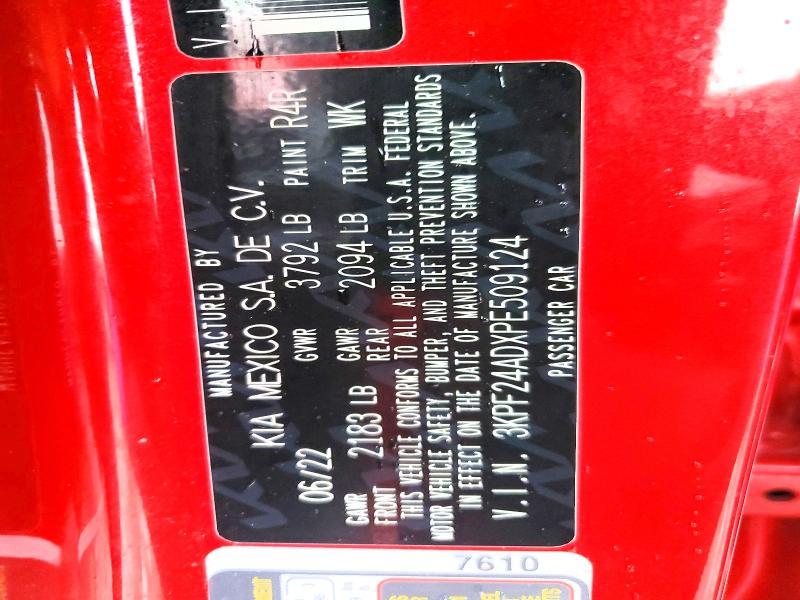 V.I
MANUFACTURED BY
KIA MEXICO S.A. DE C.V.
06/22 GVWR 3792 LB PAINT R4R
GAWR FRONT 2183 LB GAWR REAR 2094 LB TRIM WK
THIS VEHICLE CONFORMS TO ALL APPLICABLE U.S.A. FEDERAL
MOTOR VEHICLE SAFETY, BUMPER, AND THEFT PREVENTION STANDARDS
IN EFFECT ON THE DATE OF MANUFACTURE SHOWN ABOVE.
V.I.N. 3KPF24ADXPE509124
PASSENGER CAR
7610